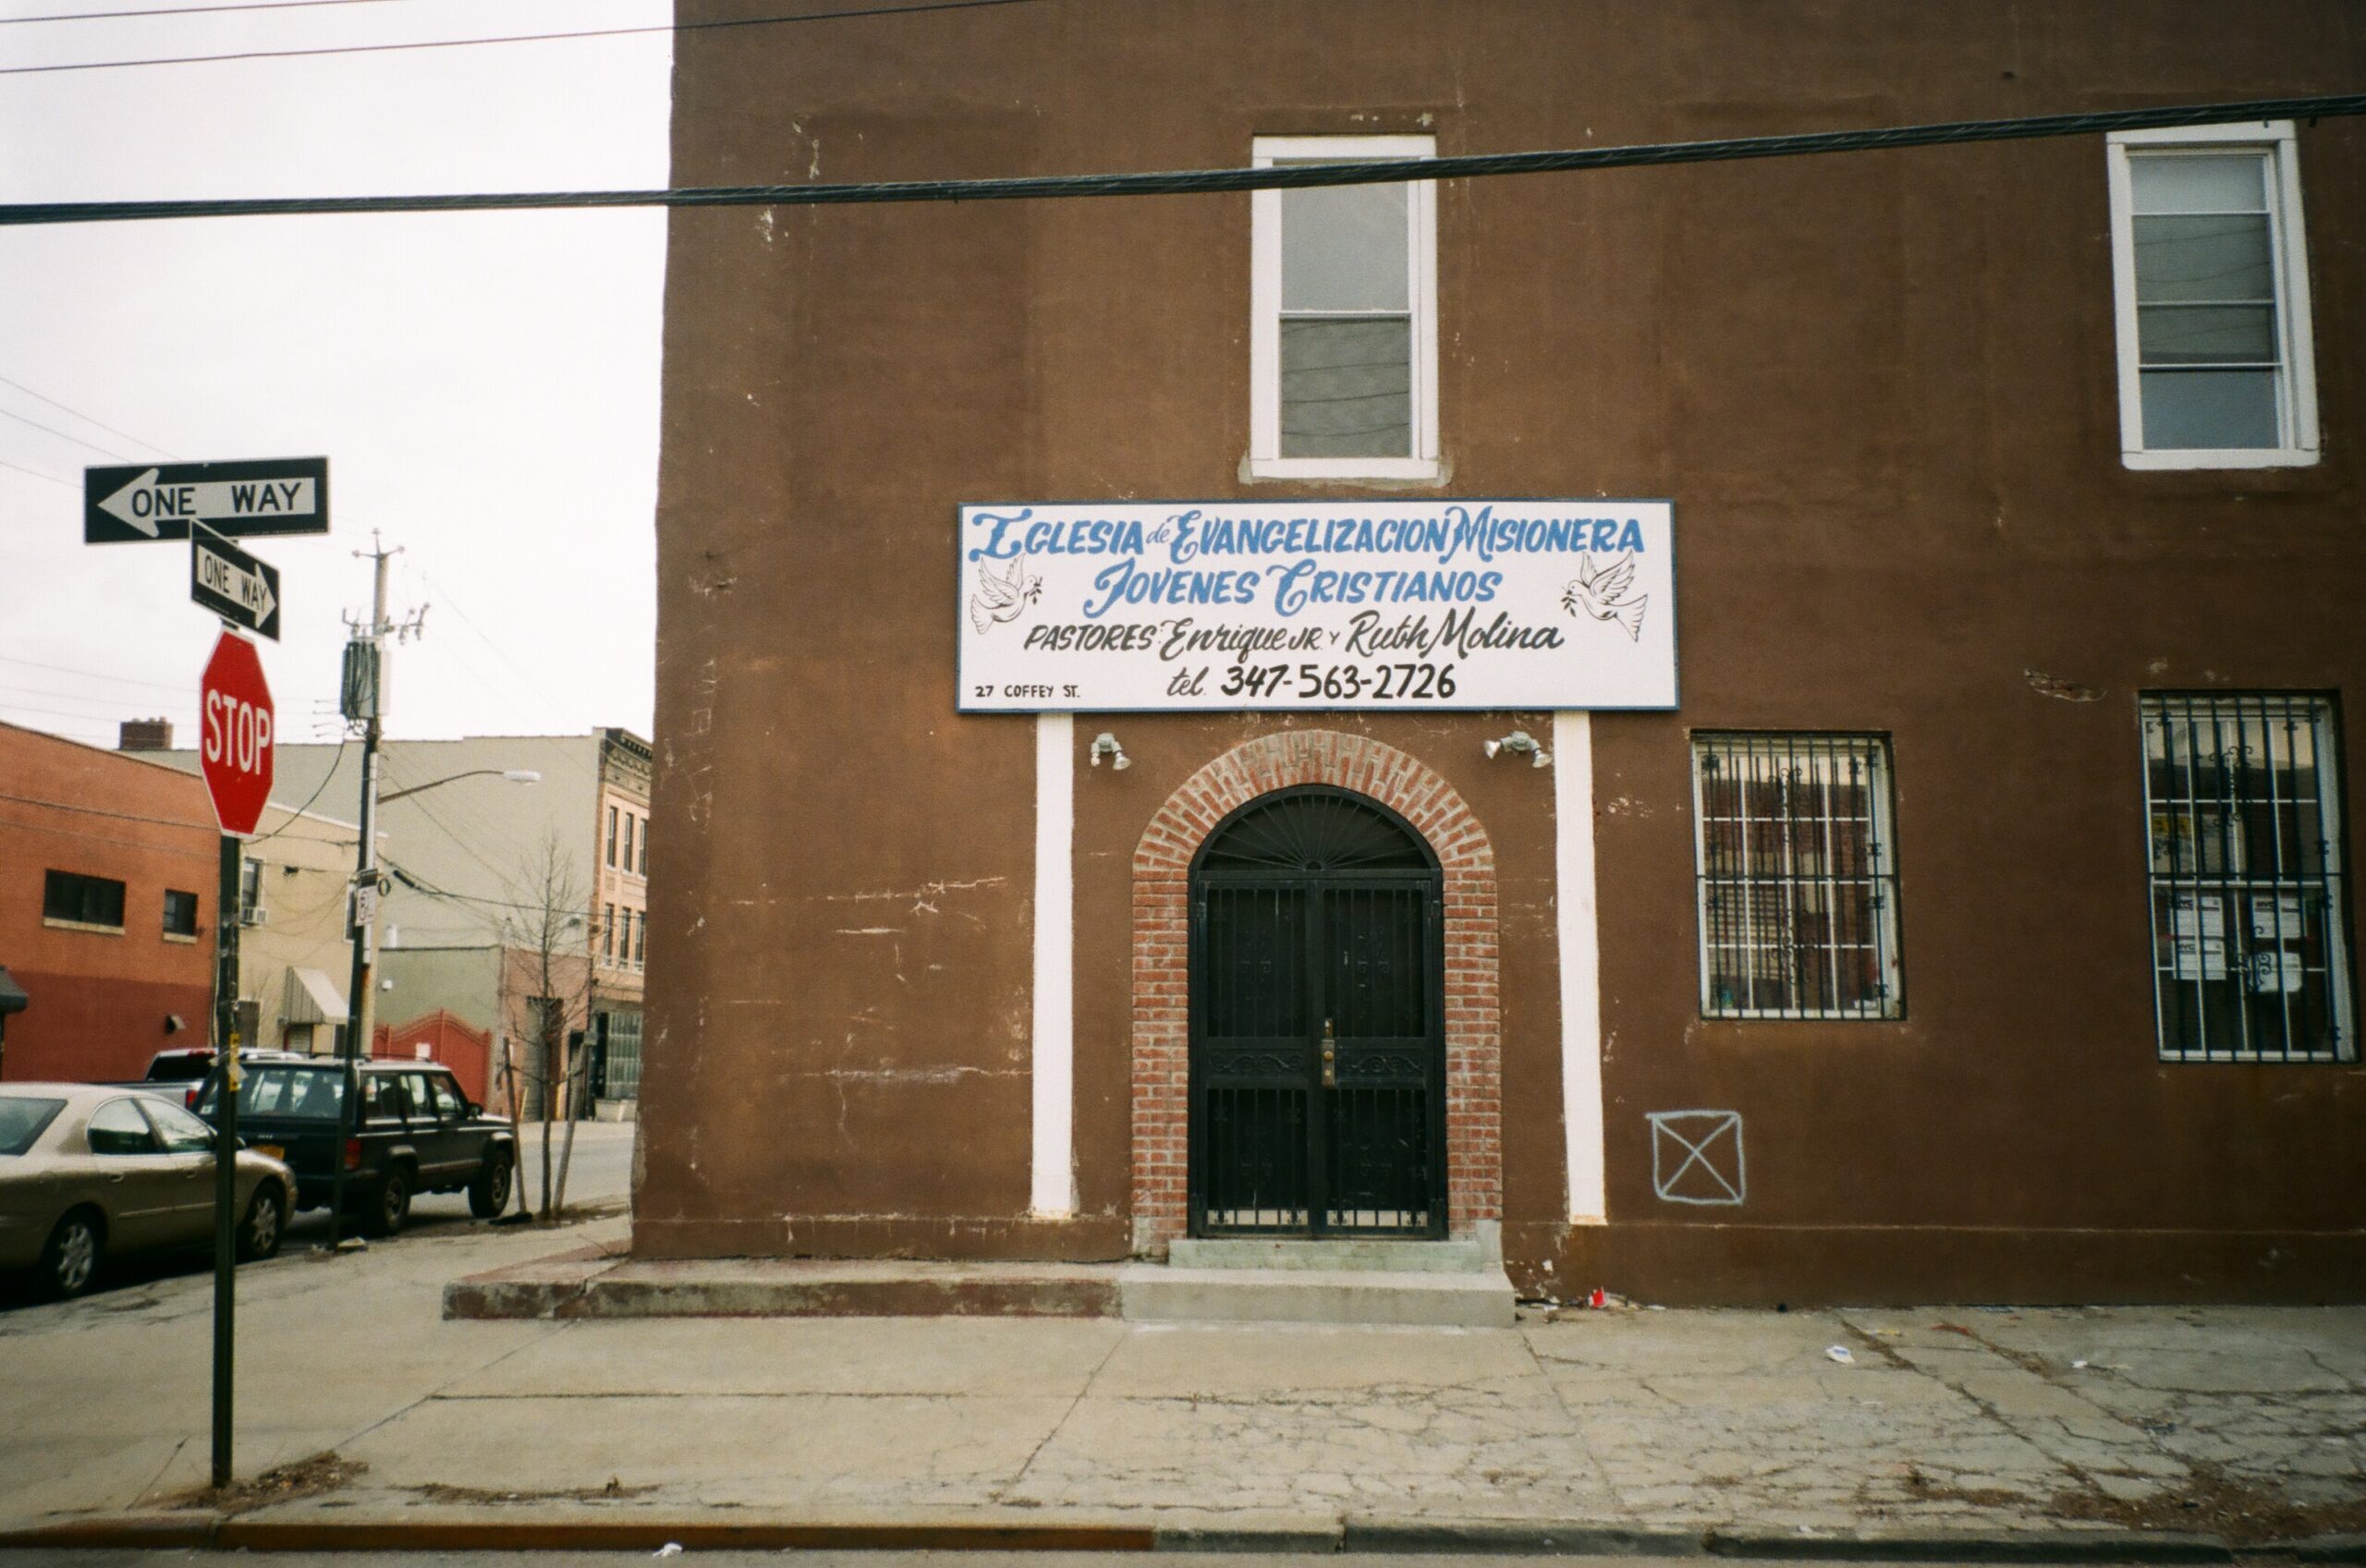 ONE WAY
ONE WAY
STOP
IGLESIA de EVANGELIZACION MISIONERA
JOVENES CRISTIANOS
PASTORES: Enrique JR. Y Ruth Molina
tel. 347-563-2726
27 COFFEY ST.